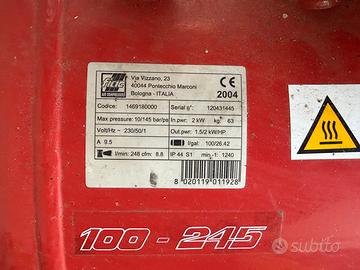 FIAC
AIR COMPRESSORS
Via Vizzano, 23
40044 Pontecchio Marconi
Bologna - ITALIA
CE
2004
Codice: 1469180000
Serial n°: 120431445
Max pressure: 10/145 bar/psi
In.pwr: 2 kW
kg: 63
Volt/Hz~ 230/50/1
Out.pwr: 1.5/2 kW/HP.
A 9.5
l/gal: 100/26.42
l/min: 248 cfm: 8.8
IP 44 S1
min-1: 1240
8 020119 011928
100 - 245
subito